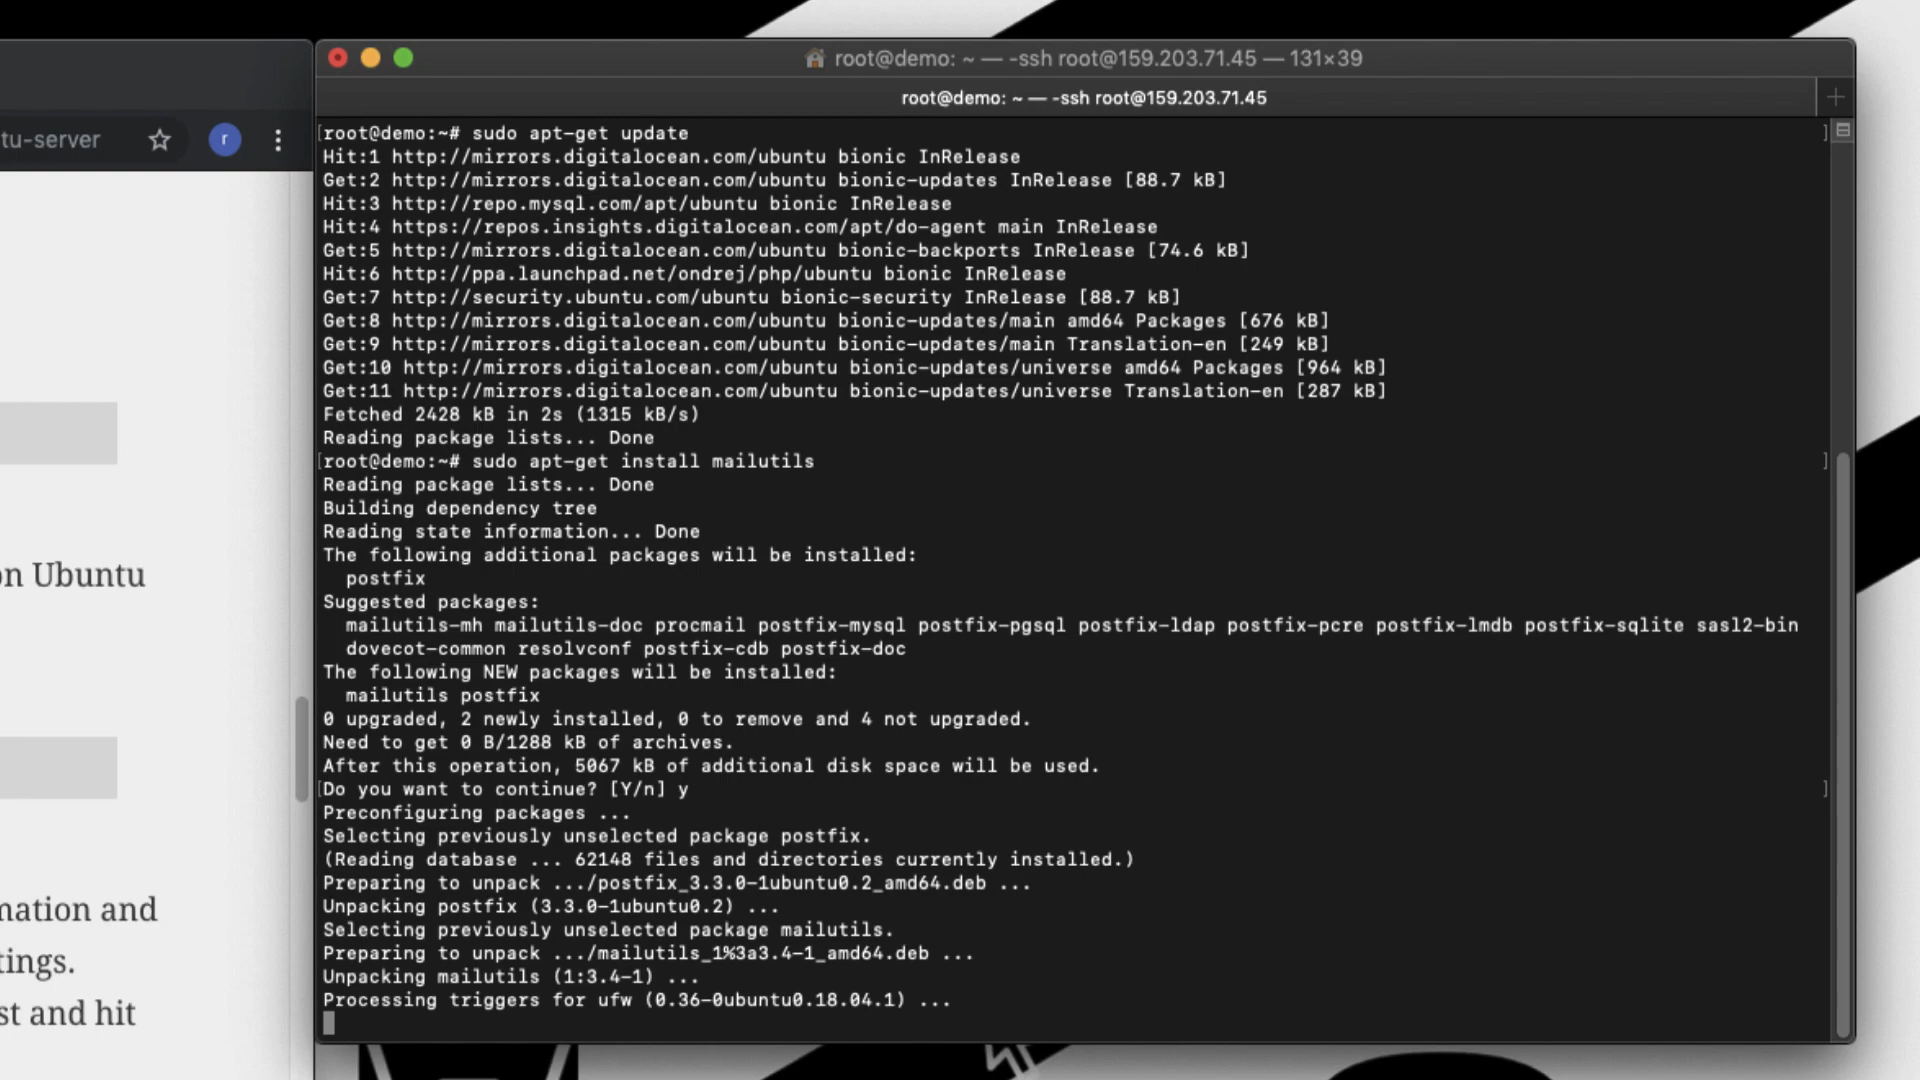 root@demo: ~ — -ssh root@159.203.71.45 — 131×39
root@demo: ~ — -ssh root@159.203.71.45
tu-server
r
[root@demo:~# sudo apt-get update ]
Hit:1 http://mirrors.digitalocean.com/ubuntu bionic InRelease
Get:2 http://mirrors.digitalocean.com/ubuntu bionic-updates InRelease [88.7 kB]
Hit:3 http://repo.mysql.com/apt/ubuntu bionic InRelease
Hit:4 https://repos.insights.digitalocean.com/apt/do-agent main InRelease
Get:5 http://mirrors.digitalocean.com/ubuntu bionic-backports InRelease [74.6 kB]
Hit:6 http://ppa.launchpad.net/ondrej/php/ubuntu bionic InRelease
Get:7 http://security.ubuntu.com/ubuntu bionic-security InRelease [88.7 kB]
Get:8 http://mirrors.digitalocean.com/ubuntu bionic-updates/main amd64 Packages [676 kB]
Get:9 http://mirrors.digitalocean.com/ubuntu bionic-updates/main Translation-en [249 kB]
Get:10 http://mirrors.digitalocean.com/ubuntu bionic-updates/universe amd64 Packages [964 kB]
Get:11 http://mirrors.digitalocean.com/ubuntu bionic-updates/universe Translation-en [287 kB]
Fetched 2428 kB in 2s (1315 kB/s)
Reading package lists... Done
[root@demo:~# sudo apt-get install mailutils ]
Reading package lists... Done
Building dependency tree
Reading state information... Done
The following additional packages will be installed:
postfix
Suggested packages:
mailutils-mh mailutils-doc procmail postfix-mysql postfix-pgsql postfix-ldap postfix-pcre postfix-lmdb postfix-sqlite sasl2-bin
dovecot-common resolvconf postfix-cdb postfix-doc
The following NEW packages will be installed:
mailutils postfix
0 upgraded, 2 newly installed, 0 to remove and 4 not upgraded.
Need to get 0 B/1288 kB of archives.
After this operation, 5067 kB of additional disk space will be used.
[Do you want to continue? [Y/n] y ]
Preconfiguring packages ...
Selecting previously unselected package postfix.
(Reading database ... 62148 files and directories currently installed.)
Preparing to unpack .../postfix_3.3.0-1ubuntu0.2_amd64.deb ...
Unpacking postfix (3.3.0-1ubuntu0.2) ...
Selecting previously unselected package mailutils.
Preparing to unpack .../mailutils_1%3a3.4-1_amd64.deb ...
Unpacking mailutils (1:3.4-1) ...
Processing triggers for ufw (0.36-0ubuntu0.18.04.1) ...
on Ubuntu
mation and
tings.
st and hit